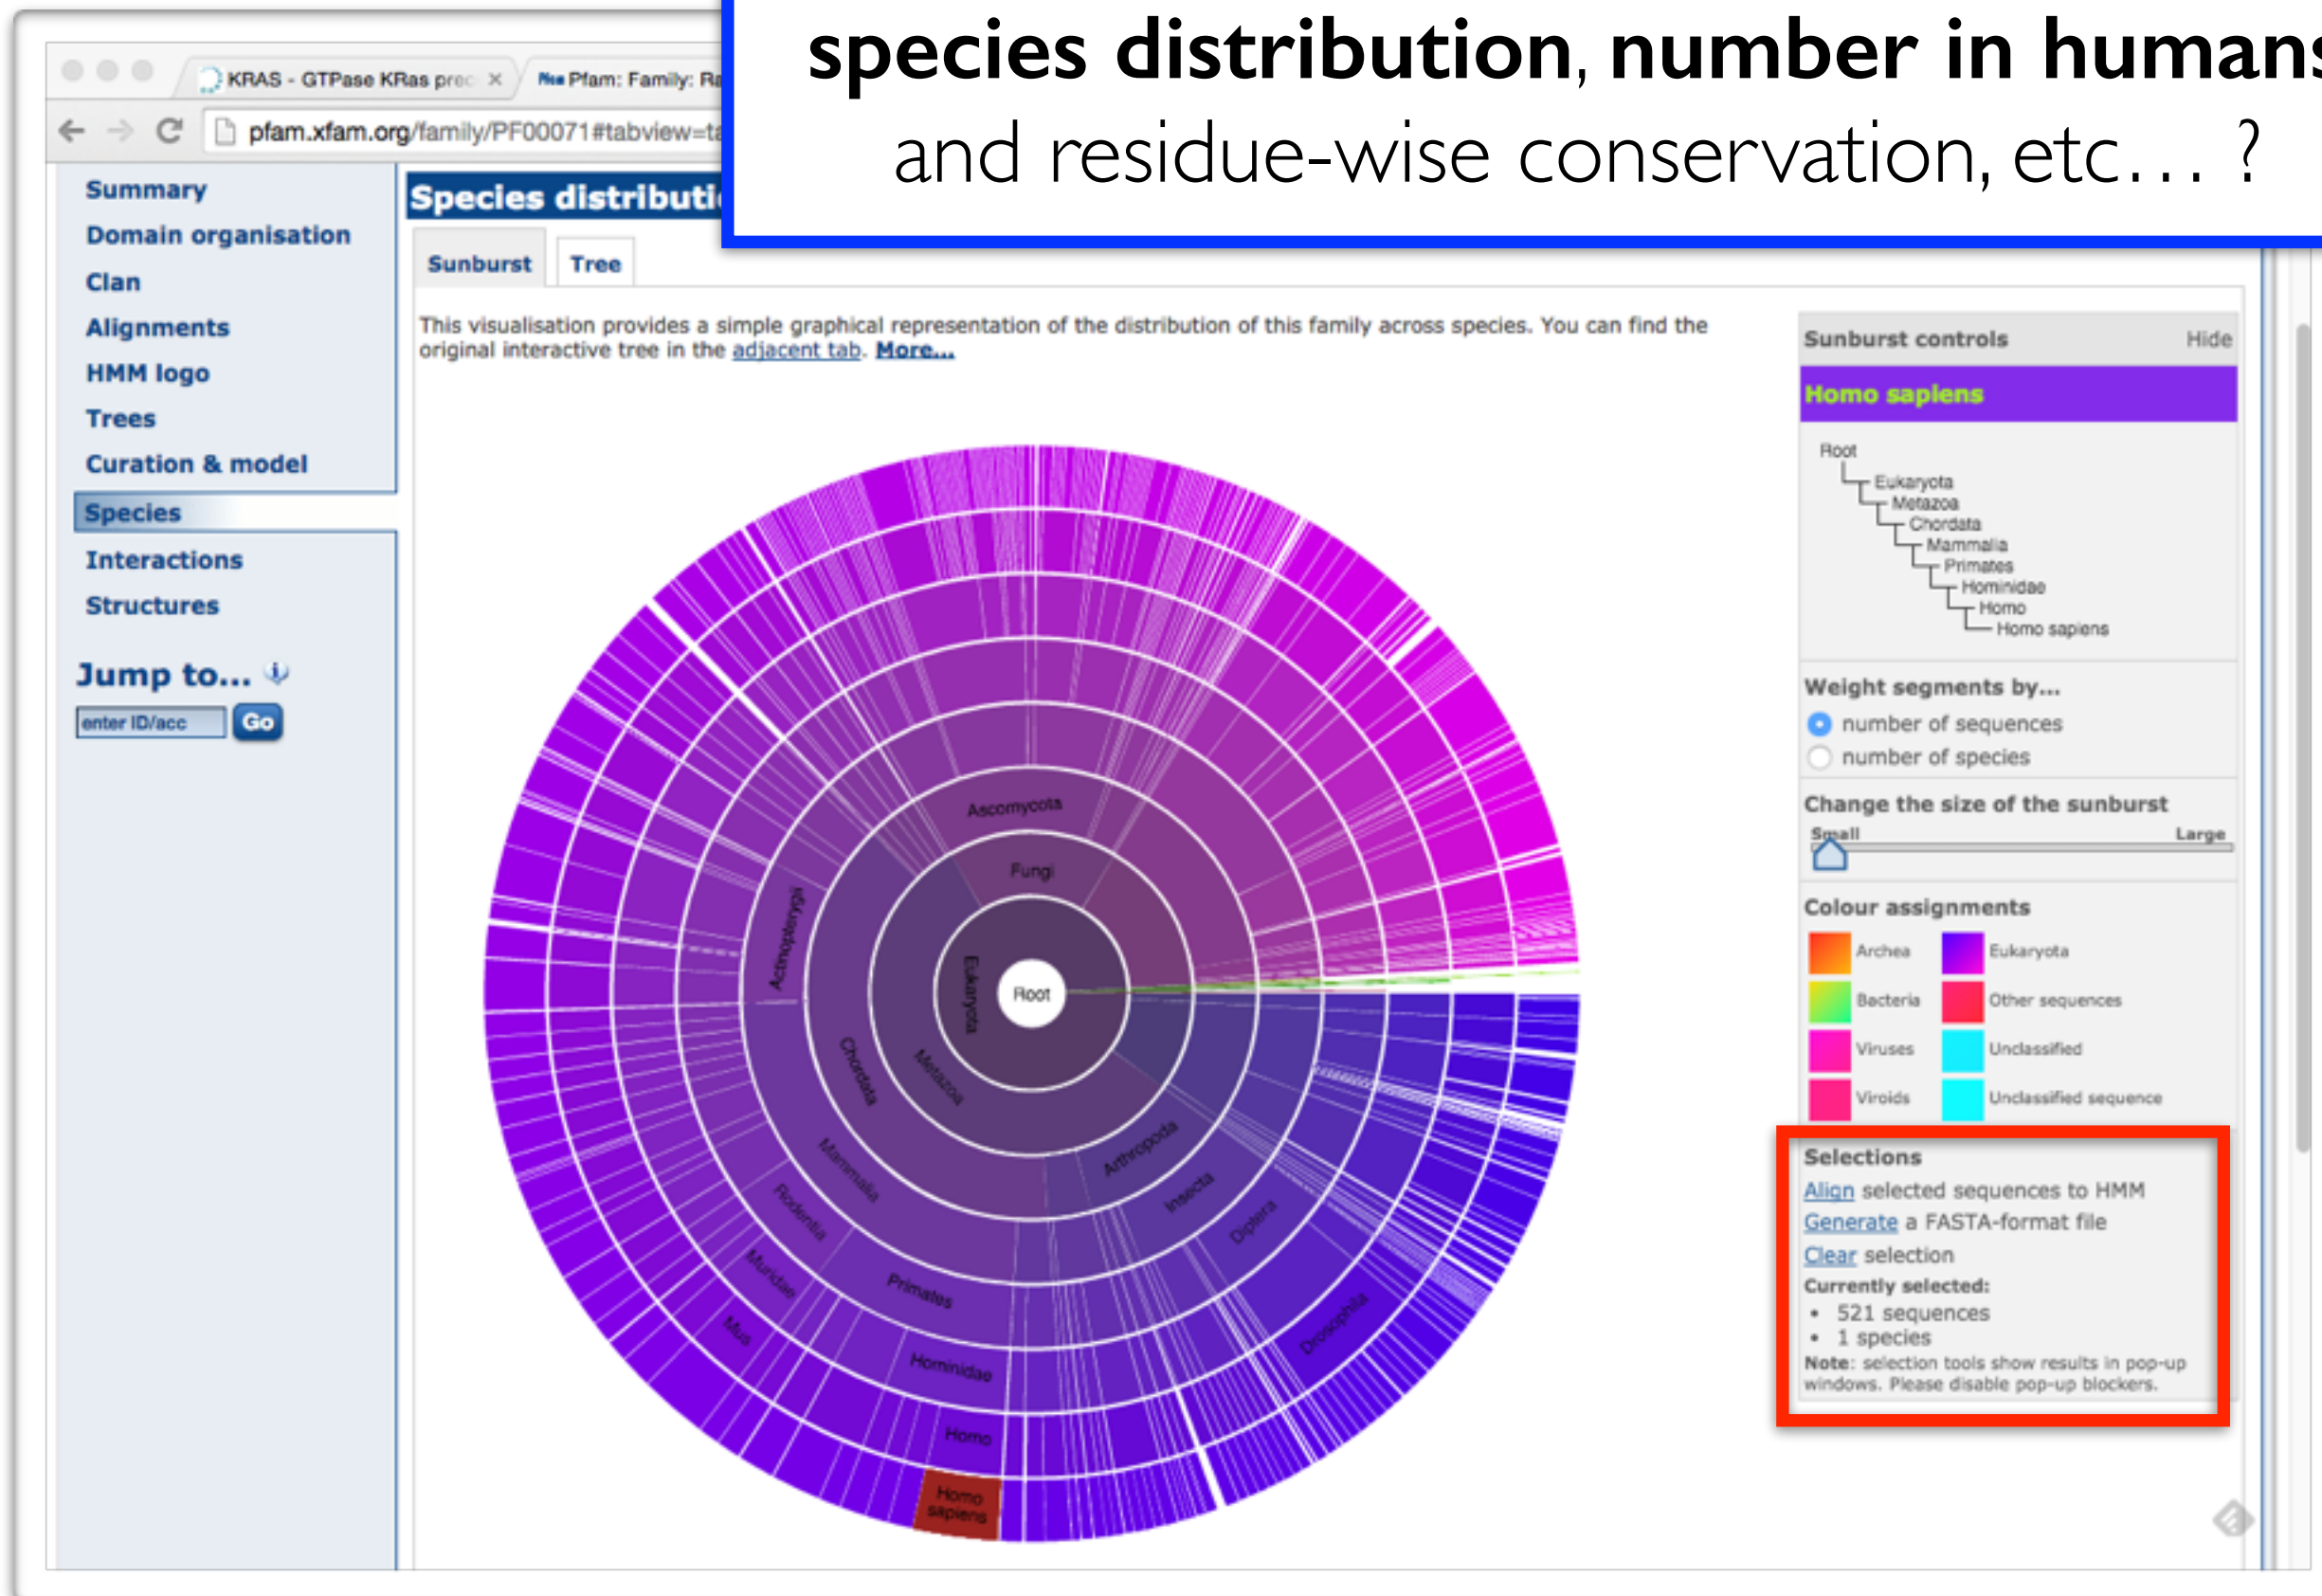 species distribution, number in humans
and residue-wise conservation, etc… ?
KRAS - GTPase KRas prec ×
Pfam: Family: Ra
pfam.xfam.org/family/PF00071#tabview=ta
Summary
Domain organisation
Clan
Alignments
HMM logo
Trees
Curation & model
Species
Interactions
Structures
Jump to...
enter ID/acc
Go
Species distributi
Sunburst
Tree
This visualisation provides a simple graphical representation of the distribution of this family across species. You can find the
original interactive tree in the adjacent tab. More...
Ascomycota
Fungi
Actinopterygii
Eukaryota
Root
Chordata
Metazoa
Arthropoda
Mammalia
Insecta
Rodentia
Diptera
Muridae
Primates
Mus
Drosophila
Hominidae
Homo
Homo
sapiens
Sunburst controls
Hide
Homo sapiens
Root
Eukaryota
Metazoa
Chordata
Mammalia
Primates
Hominidae
Homo
Homo sapiens
Weight segments by...
number of sequences
number of species
Change the size of the sunburst
Small
Large
Colour assignments
Archea
Eukaryota
Bacteria
Other sequences
Viruses
Unclassified
Viroids
Unclassified sequence
Selections
Align selected sequences to HMM
Generate a FASTA-format file
Clear selection
Currently selected:
• 521 sequences
• 1 species
Note: selection tools show results in pop-up
windows. Please disable pop-up blockers.